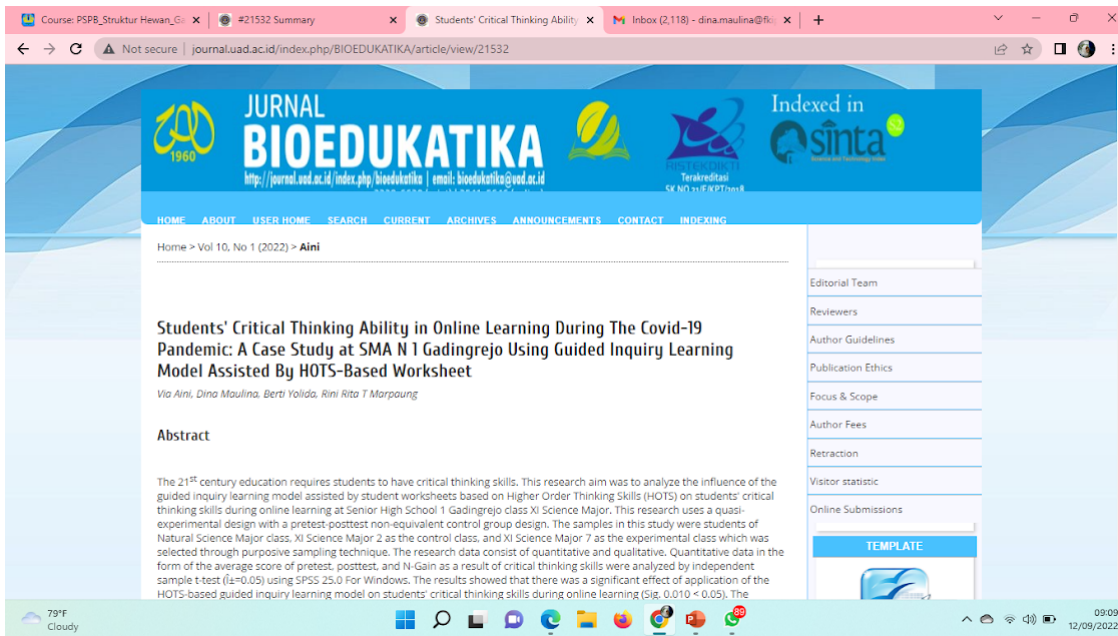 Course: PSPB_Struktur Hewan_Ga
#21532 Summary
Students' Critical Thinking Ability
Inbox (2,118) - dina.maulina@fki
Not secure | journal.uad.ac.id/index.php/BIOEDUKATIKA/article/view/21532
1960
JURNAL
BIOEDUKATIKA
http://journal.uad.ac.id/index.php/bioedukatika | email: bioedukatika@uad.ac.id
RISTEKDIKTI
Terakreditasi
SK NO 21/E/KPT/2018
Indexed in
sinta
S2
Science and Technology Index
HOME ABOUT USER HOME SEARCH CURRENT ARCHIVES ANNOUNCEMENTS CONTACT INDEXING
Home > Vol 10, No 1 (2022) > Aini
Students' Critical Thinking Ability in Online Learning During The Covid-19
Pandemic: A Case Study at SMA N 1 Gadingrejo Using Guided Inquiry Learning
Model Assisted By HOTS-Based Worksheet
Via Aini, Dina Maulina, Berti Yolida, Rini Rita T Marpaung
Abstract
The 21st century education requires students to have critical thinking skills. This research aim was to analyze the influence of the
guided inquiry learning model assisted by student worksheets based on Higher Order Thinking Skills (HOTS) on students' critical
thinking skills during online learning at Senior High School 1 Gadingrejo class XI Science Major. This research uses a quasi-
experimental design with a pretest-posttest non-equivalent control group design. The samples in this study were students of
Natural Science Major class, XI Science Major 2 as the control class, and XI Science Major 7 as the experimental class which was
selected through purposive sampling technique. The research data consist of quantitative and qualitative. Quantitative data in the
form of the average score of pretest, posttest, and N-Gain as a result of critical thinking skills were analyzed by independent
sample t-test (Î±=0.05) using SPSS 25.0 For Windows. The results showed that there was a significant effect of application of the
HOTS-based guided inquiry learning model on students' critical thinking skills during online learning (Sig. 0.010 < 0.05). The
Editorial Team
Reviewers
Author Guidelines
Publication Ethics
Focus & Scope
Author Fees
Retraction
Visitor statistic
Online Submissions
TEMPLATE
79°F
Cloudy
89
09:09
12/09/2022